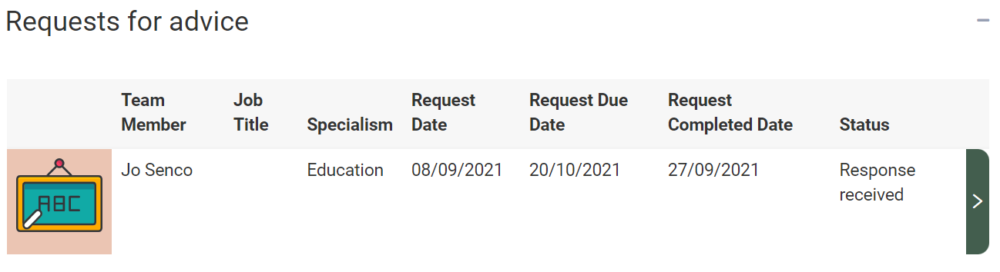 Requests for advice
Team Member Job Title Specialism Request Date Request Due Date Request Completed Date Status
Jo Senco Education 08/09/2021 20/10/2021 27/09/2021 Response received
ABC